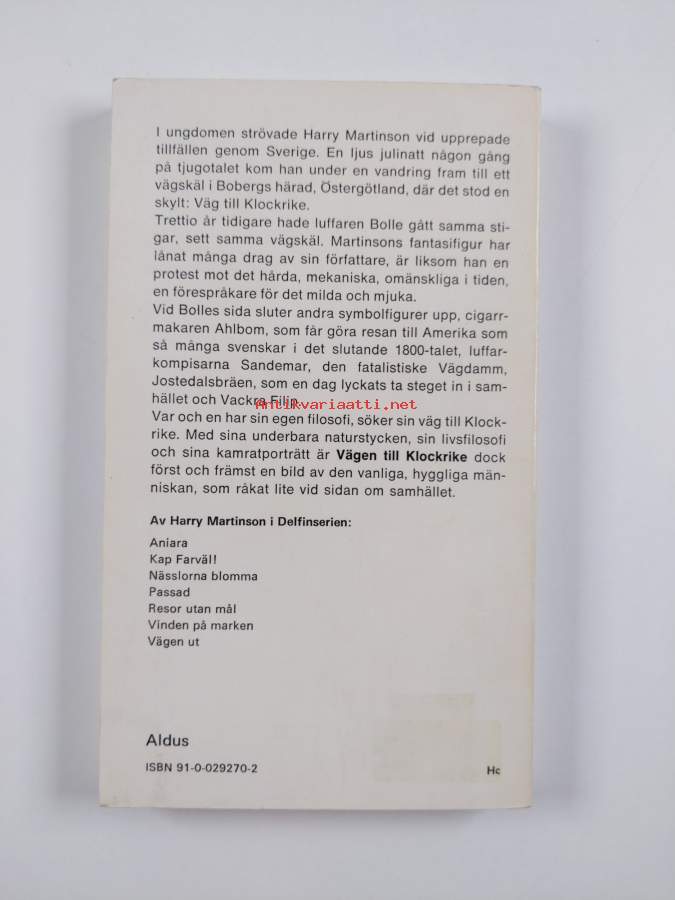 I ungdomen strövade Harry Martinson vid upprepade
tillfällen genom Sverige. En ljus julinatt någon gång
på tjugotalet kom han under en vandring fram till ett
vägskäl i Bobergs härad, Östergötland, där det stod en
skylt: Väg till Klockrike.
Trettio år tidigare hade luffaren Bolle gått samma sti-
gar, sett samma vägskäl. Martinsons fantasifigur har
lånat många drag av sin författare, är liksom han en
protest mot det hårda, mekaniska, omänskliga i tiden,
en förespråkare för det milda och mjuka.
Vid Bolles sida sluter andra symbolfigurer upp, cigarr-
makaren Ahlbom, som får göra resan till Amerika som
så många svenskar i det slutande 1800-talet, luffar-
kompisarna Sandemar, den fatalistiske Vägdamm,
Jostedalsbräen, som en dag lyckats ta steget in i sam-
hället och Vackra Filip.
Antikvariaatti.net
Var och en har sin egen filosofi, söker sin väg till Klock-
rike. Med sina underbara naturstycken, sin livsfilosofi
och sina kamratporträtt är Vägen till Klockrike dock
först och främst en bild av den vanliga, hyggliga män-
niskan, som råkat lite vid sidan om samhället.
Av Harry Martinson i Delfinserien:
Aniara
Kap Farväl!
Nässlorna blomma
Passad
Resor utan mål
Vinden på marken
Vägen ut
Aldus
ISBN 91-0-029270-2
Hc